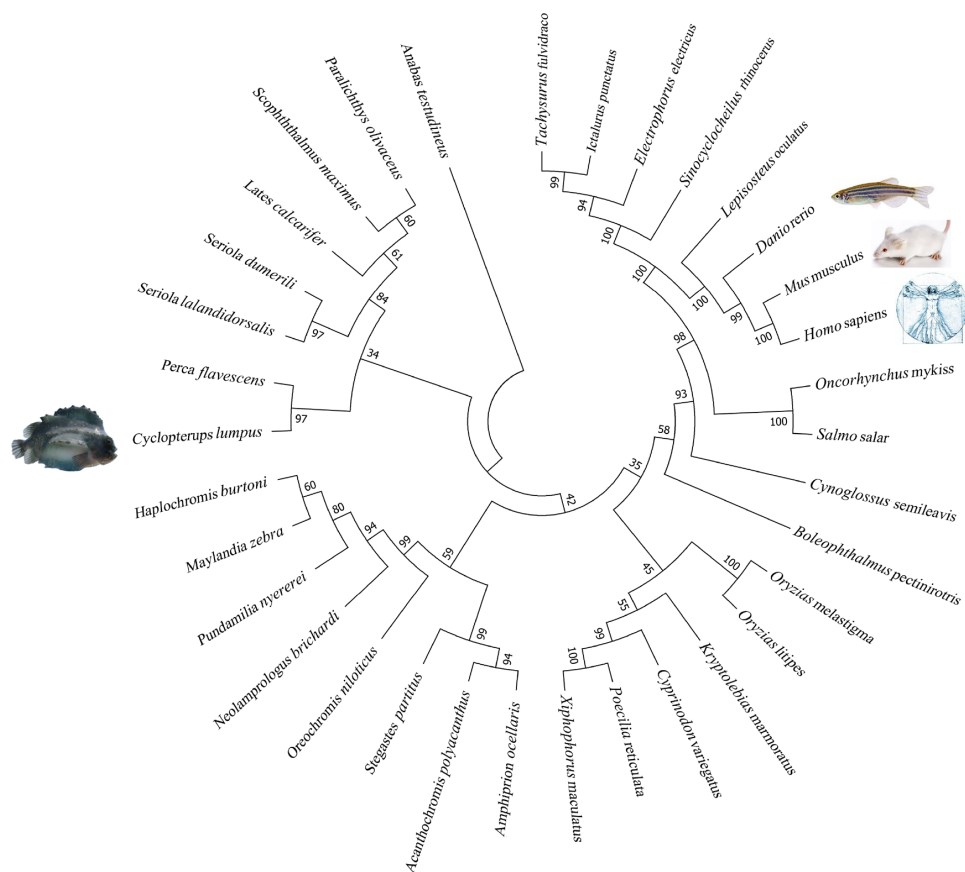 Anabas testudineus
Paralichthys olivaceus
Scophththalmus maximus
Lates calcarifer
Seriola dumerili
Seriola lalandidorsalis
Perca flavescens
Cyclopterups lumpus
Haplochromis burtoni
Maylandia zebra
Pundamilia nyererei
Neolamprologus brichardi
Oreochromis niloticus
Stegastes partitus
Acanthochromis polyacanthus
Amphiprion ocellaris
Xiphophorus maculatus
Poecilia reticulata
Cyprinodon variegatus
Kryptolebias marmoratus
Oryzias litipes
Oryzias melastigma
Boleophthalmus pectinirotris
Cynoglossus semileavis
Salmo salar
Oncorhynchus mykiss
Homo sapiens
Mus musculus
Danio rerio
Lepisosteus oculatus
Sinocyclocheilus rhinocerus
Electrophorus electricus
Ictalurus punctatus
Tachysurus fulvidraco
60
61
84
97
34
97
60
80
94
99
59
99
94
42
35
45
55
99
100
100
58
93
98
100
100
100
99
100
100
94
99